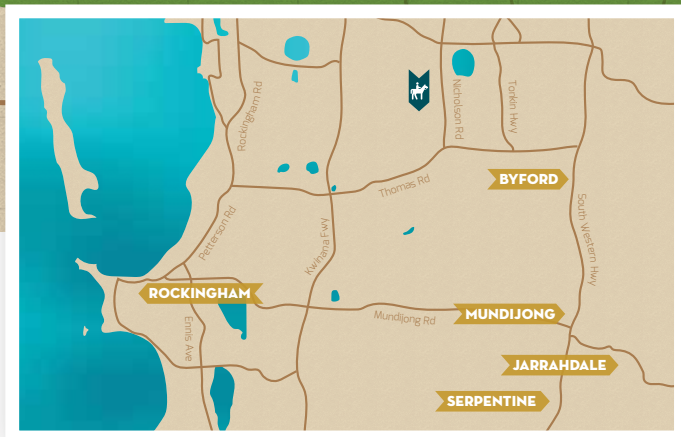 Rockingham Rd
Nicholson Rd
Tonkin Hwy
BYFORD
Thomas Rd
South Western Hwy
Petterson Rd
Kwinana Fwy
ROCKINGHAM
Ennis Ave
Mundijong Rd
MUNDIJONG
JARRAHDALE
SERPENTINE